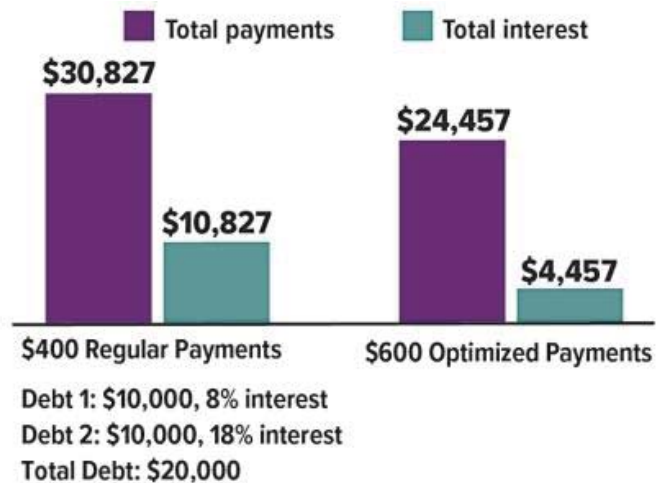 Total payments Total interest
$30,827
$24,457
$10,827
$4,457
$400 Regular Payments $600 Optimized Payments
Debt 1: $10,000, 8% interest
Debt 2: $10,000, 18% interest
Total Debt: $20,000